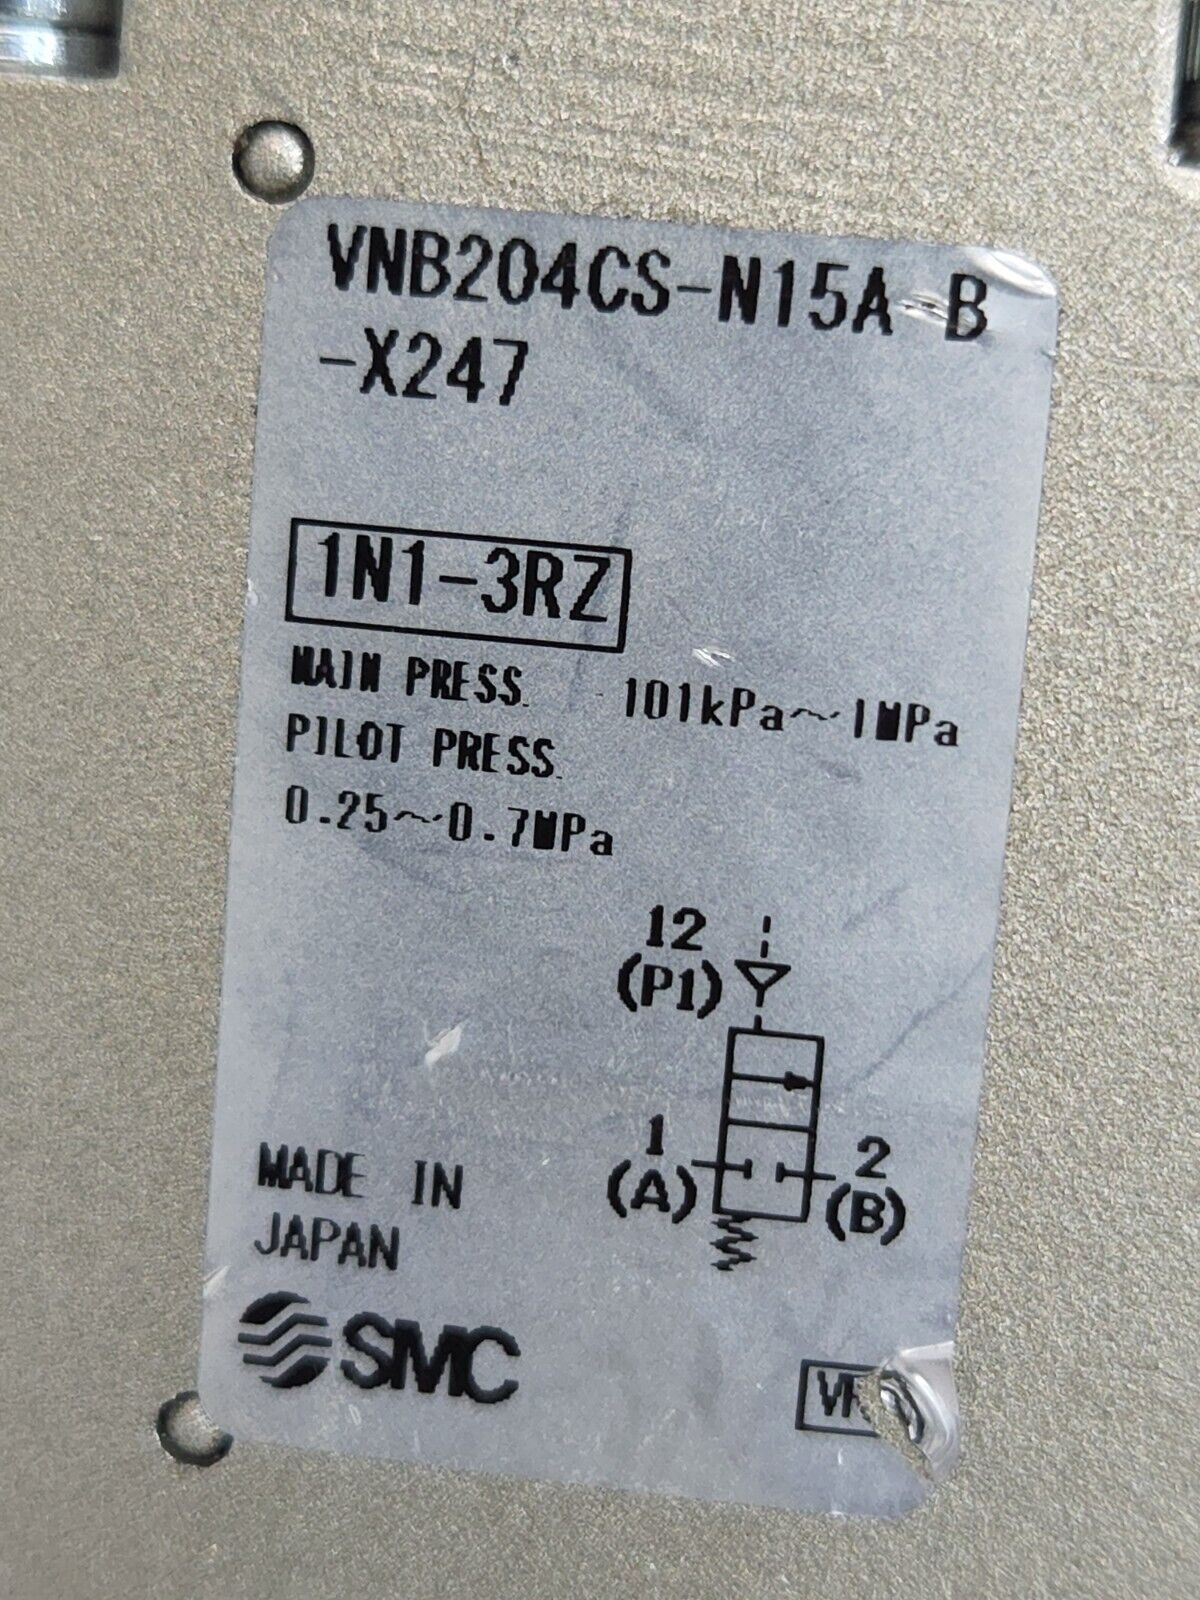 VNB204CS-N15A-B
-X247
1N1-3RZ
MAIN PRESS. 101kPa~1MPa
PILOT PRESS.
0.25~0.7MPa
12
(P1)
1
(A)
2
(B)
MADE IN
JAPAN
SMC